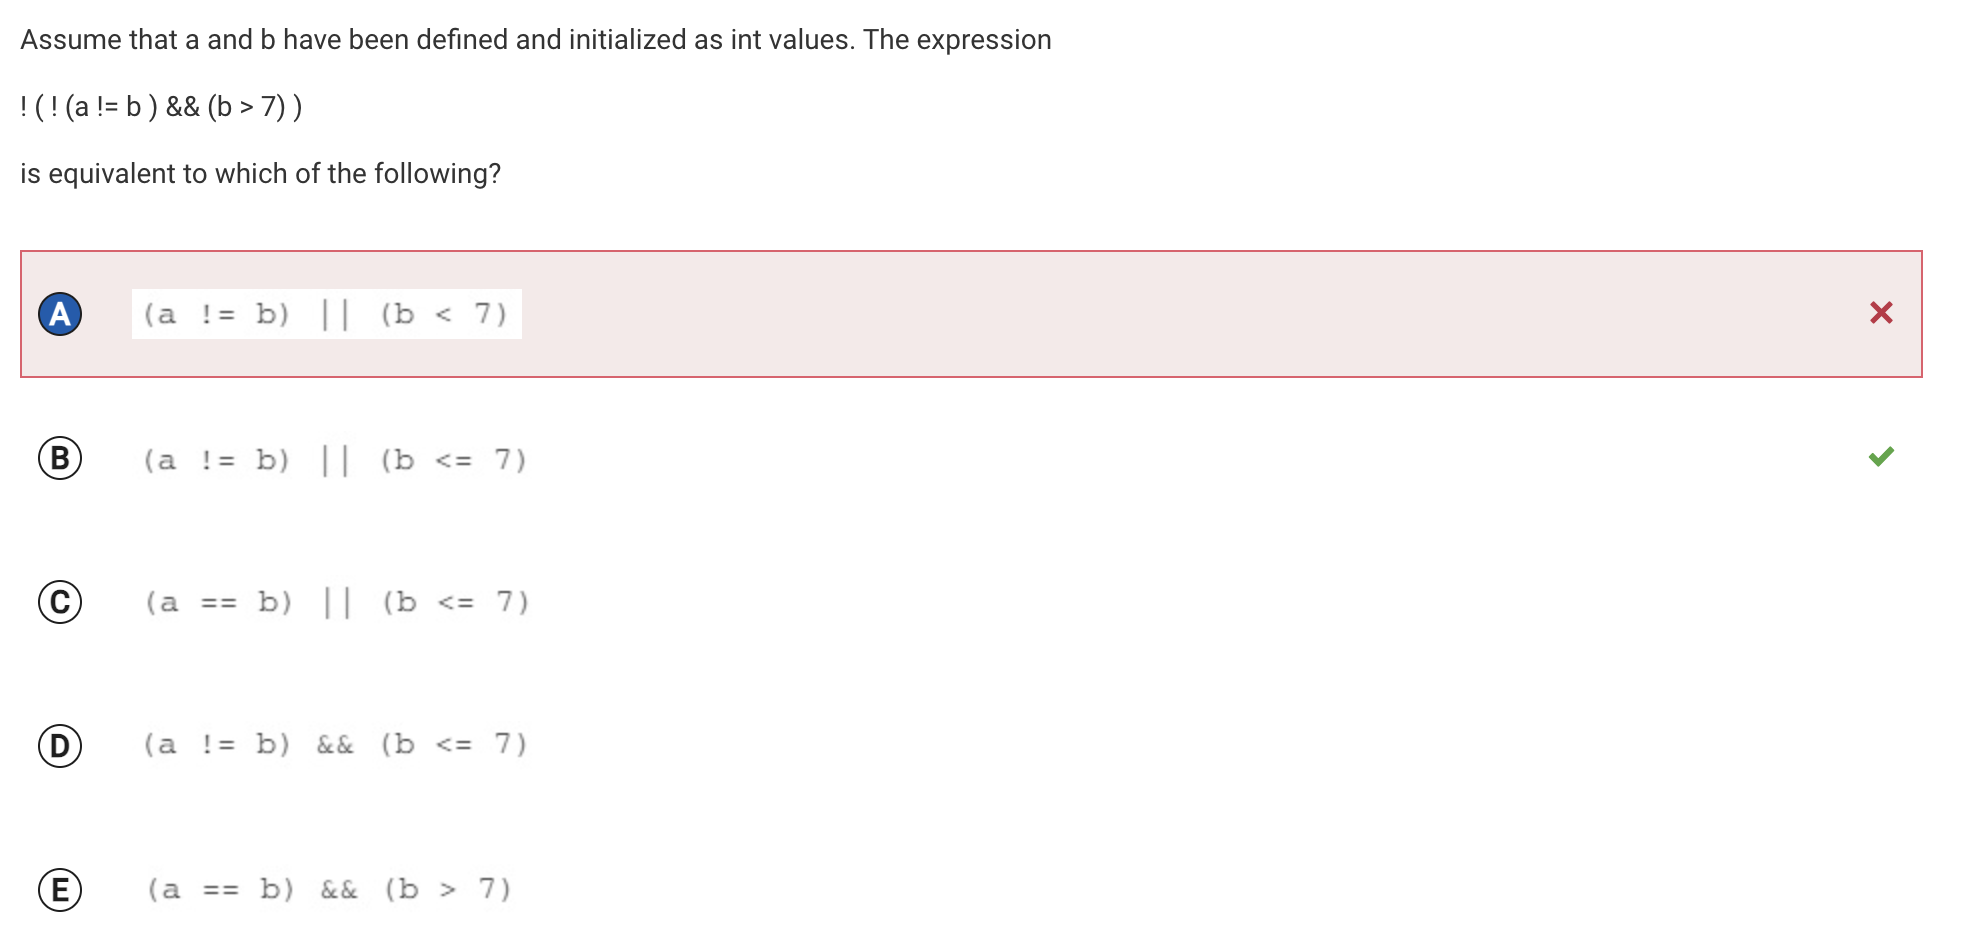 Assume that a and b have been defined and initialized as int values. The expression
! ( ! (a != b ) && (b > 7) )
is equivalent to which of the following?
A (a != b) || (b < 7)
B (a != b) || (b <= 7)
C (a == b) || (b <= 7)
D (a != b) && (b <= 7)
E (a == b) && (b > 7)